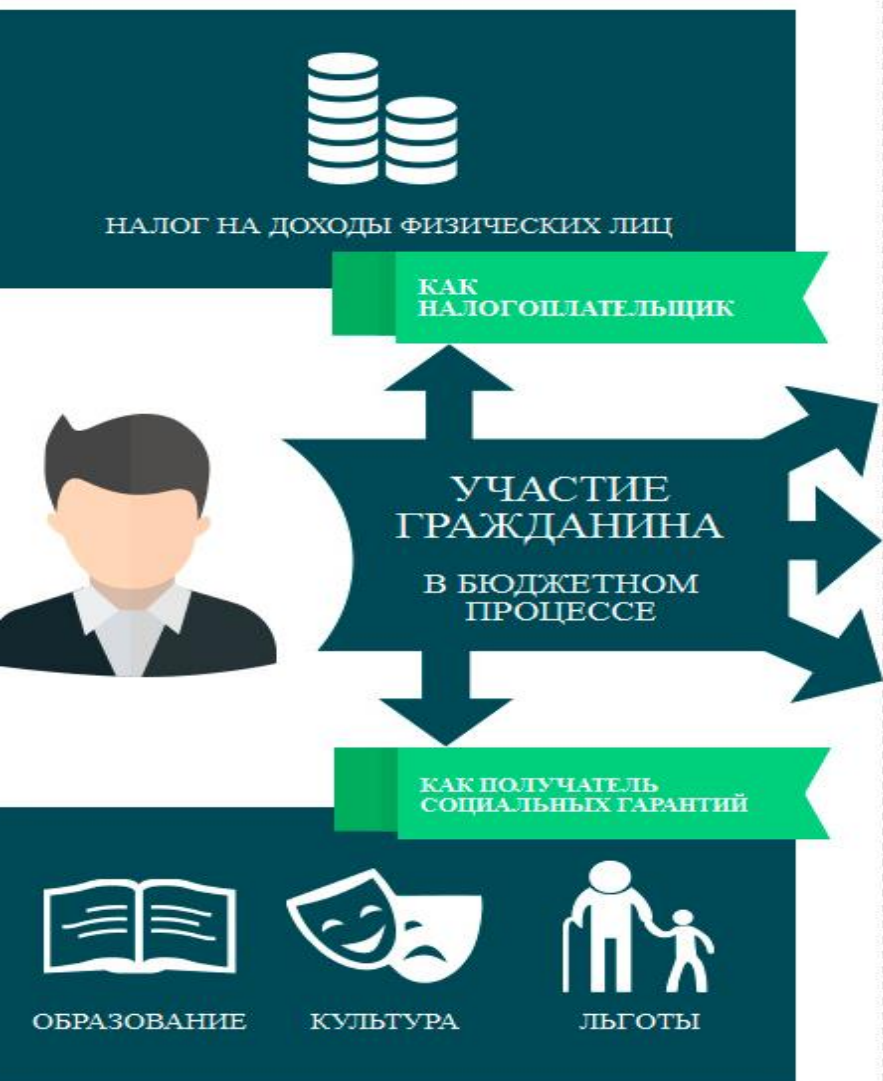 НАЛОГ НА ДОХОДЫ ФИЗИЧЕСКИХ ЛИЦ
КАК
НАЛОГОПЛАТЕЛЬЩИК
УЧАСТИЕ
ГРАЖДАНИНА
В БЮДЖЕТНОМ
ПРОЦЕССЕ
КАК ПОЛУЧАТЕЛЬ
СОЦИАЛЬНЫХ ГАРАНТИЙ
ОБРАЗОВАНИЕ
КУЛЬТУРА
ЛЬГОТЫ